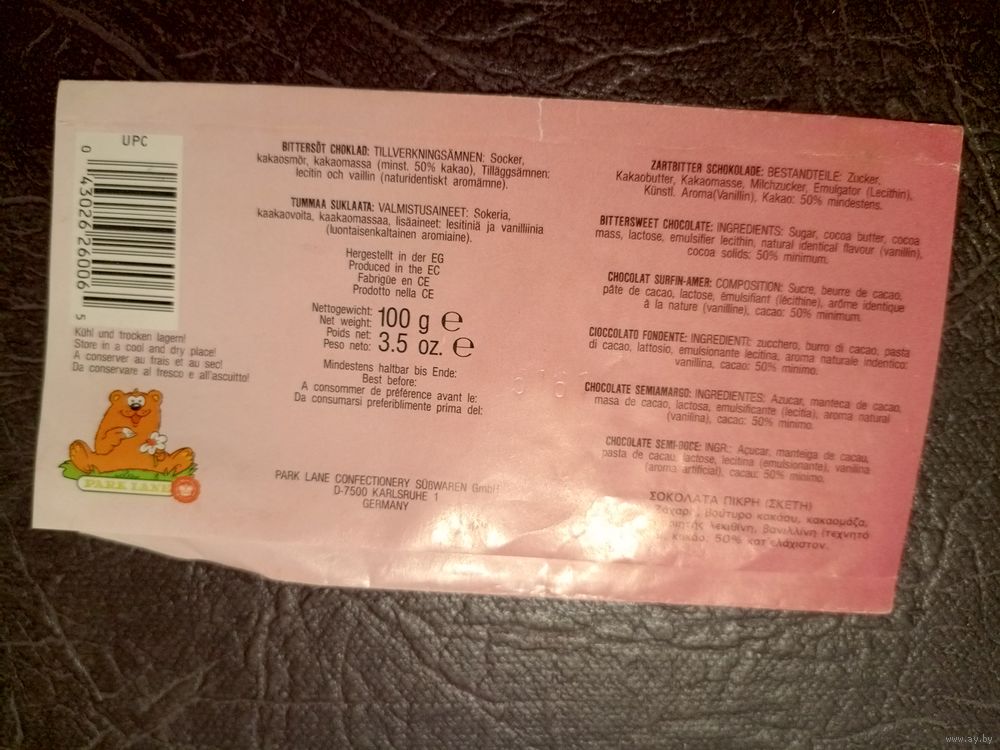 UPC
0 43026 26006 5
Kühl und trocken lagern!
Store in a cool and dry place!
A conserver au frais et au sec!
Da conservare al fresco e all'ascuitto!
PARK LANE
BITTERSÖT CHOKLAD: TILLVERKNINGSÄMNEN: Socker,
kakaosmör, kakaomassa (minst. 50% kakao), Tilläggsämnen:
lecitin och vaillin (naturidentiskt aromämne).
TUMMAA SUKLAATA: VALMISTUSAINEET: Sokeria,
kaakaovoita, kaakaomassaa, lisäaineet: lesitiniä ja vanilliinia
(luontaisenkaltainen aromiaine).
Hergestellt in der EG
Produced in the EC
Fabrigüe en CE
Prodotto nella CE
Nettogewicht:
Net weight:
Poids net:
Peso neto:
100 g ℮
3.5 oz. ℮
Mindestens haltbar bis Ende:
Best before:
A consommer de préférence avant le:
Da consumarsi preferiblimente prima del:
PARK LANE CONFECTIONERY SÜßWAREN GmbH
D-7500 KARLSRUHE 1
GERMANY
ZARTBITTER SCHOKOLADE: BESTANDTEILE: Zucker,
Kakaobutter, Kakaomasse, Milchzucker, Emulgator (Lecithin),
Künstl. Aroma(Vanillin), Kakao: 50% mindestens.
BITTERSWEET CHOCOLATE: INGREDIENTS: Sugar, cocoa butter, cocoa
mass, lactose, emulsifier lecithin, natural identical flavour (vanillin),
cocoa solids: 50% minimum.
CHOCOLAT SURFIN-AMER: COMPOSITION: Sucre, beurre de cacao,
pâte de cacao, lactose, émulsifiant (lécithine), arôme identique
à la nature (vanilline), cacao: 50% minimum.
CIOCCOLATO FONDENTE: INGREDIENTI: zucchero, burro di cacao, pasta
di cacao, lattosio, emulsionante lecitina, aroma naturale indentico:
vanillina, cacao: 50% minimo.
CHOCOLATE SEMIAMARGO: INGREDIENTES: Azucar, manteca de cacao,
masa de cacao, lactosa, emulsificante (lecitia), aroma natural
(vanilina), cacao: 50% minimo.
CHOCOLATE SEMI-DOCE: INGR.: Açucar, manteiga de cacau,
pasta de cacau, lactose, lecitina (emulsionante), vanilina
(aroma artificial), cacau: 50% minimo.
ΣΟΚΟΛΑΤΑ ΠΙΚΡΗ (ΣΚΕΤΗ)
Ζάχαρη, βούτυρο κακάου, κακαομάζα,
λεκιθίνη, βανιλλίνη (τεχνητό
κακάο: 50% κατ' ελάχιστον.
www.ay.by